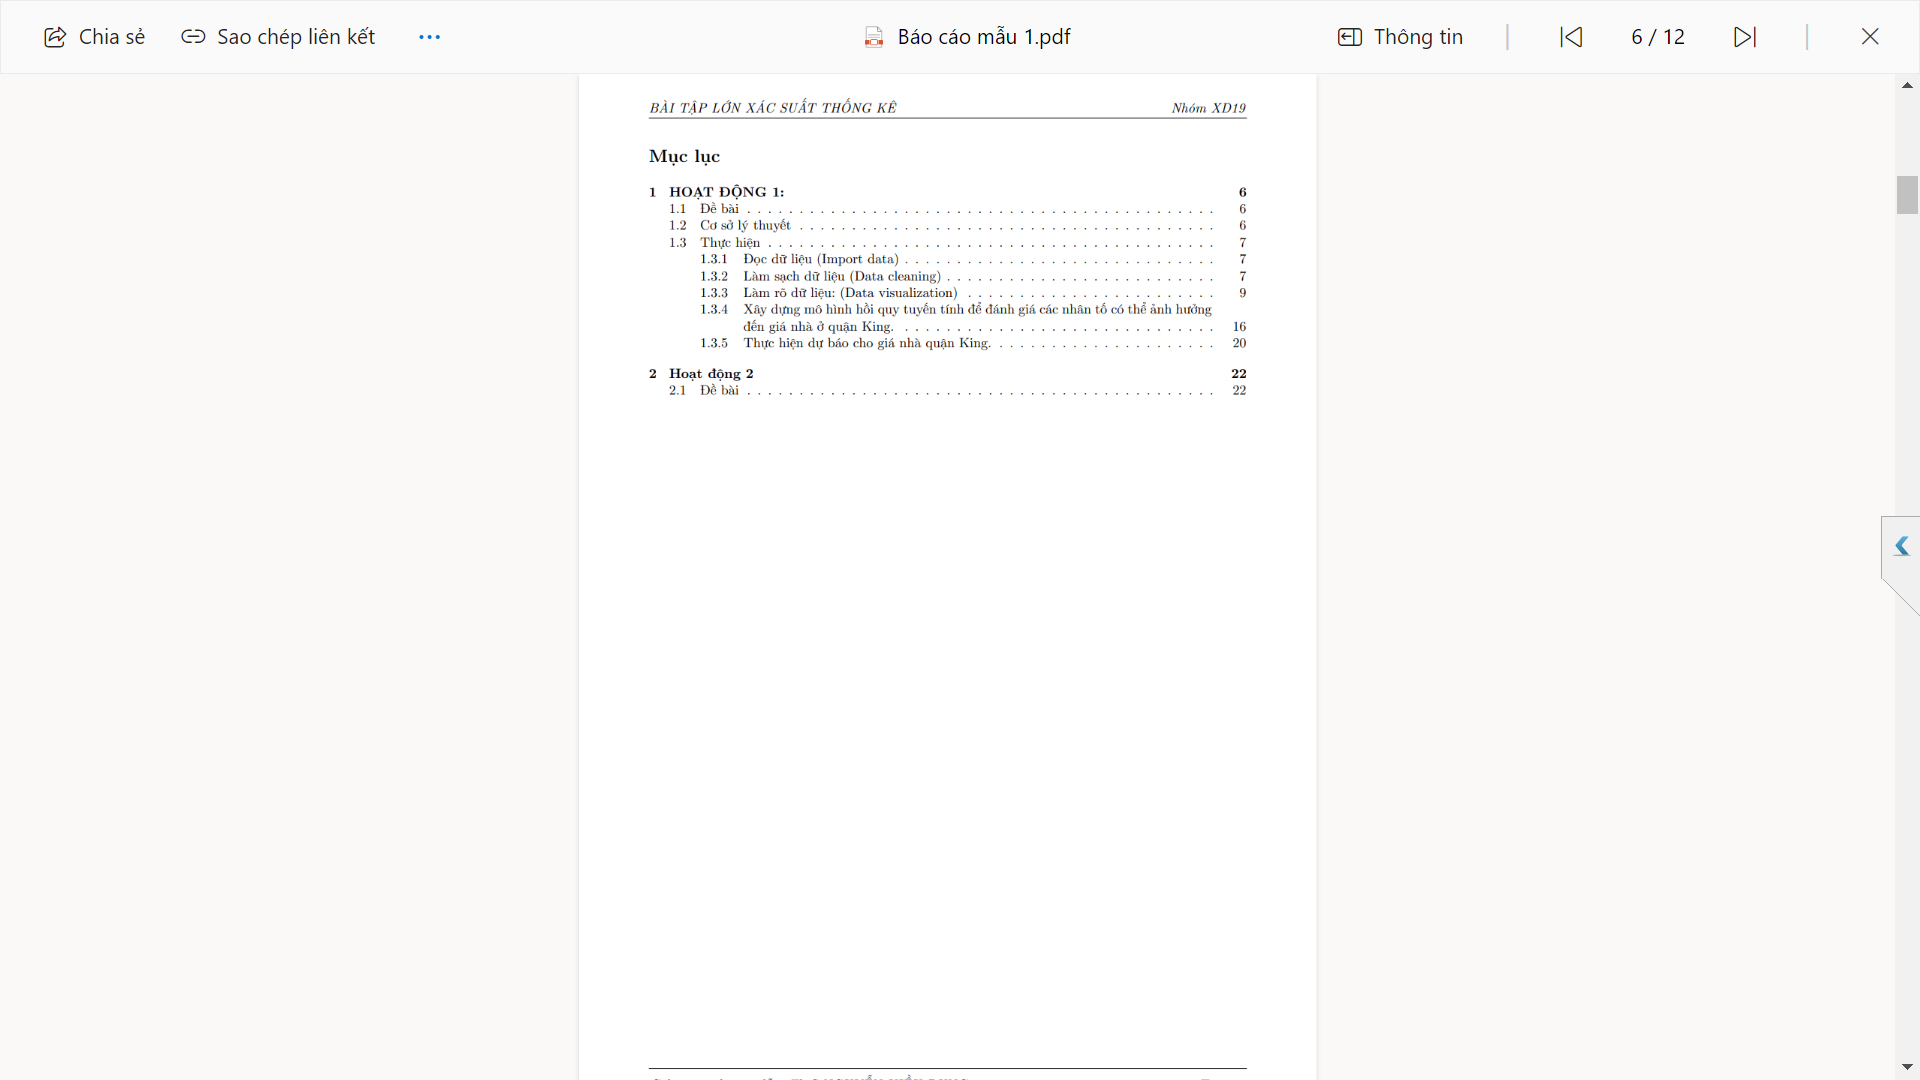 Chia sẻ Sao chép liên kết ... Báo cáo mẫu 1.pdf Thông tin 6 / 12
BÀI TẬP LỚN XÁC SUẤT THỐNG KÊ Nhóm XD19
Mục lục
1 HOẠT ĐỘNG 1: 6
1.1 Đề bài . . . . . . . . . . . . . . . . . . . . . . . . . . . . . . . . . . . . . . . . . . . . . 6
1.2 Cơ sở lý thuyết . . . . . . . . . . . . . . . . . . . . . . . . . . . . . . . . . . . . . . . . 6
1.3 Thực hiện . . . . . . . . . . . . . . . . . . . . . . . . . . . . . . . . . . . . . . . . . . . 7
1.3.1 Đọc dữ liệu (Import data) . . . . . . . . . . . . . . . . . . . . . . . . . . . . . . 7
1.3.2 Làm sạch dữ liệu (Data cleaning) . . . . . . . . . . . . . . . . . . . . . . . . . . 7
1.3.3 Làm rõ dữ liệu: (Data visualization) . . . . . . . . . . . . . . . . . . . . . . . . 9
1.3.4 Xây dựng mô hình hồi quy tuyến tính để đánh giá các nhân tố có thể ảnh hưởng
đến giá nhà ở quận King. . . . . . . . . . . . . . . . . . . . . . . . . . . . . . . 16
1.3.5 Thực hiện dự báo cho giá nhà quận King. . . . . . . . . . . . . . . . . . . . . . 20
2 Hoạt động 2 22
2.1 Đề bài . . . . . . . . . . . . . . . . . . . . . . . . . . . . . . . . . . . . . . . . . . . . . 22